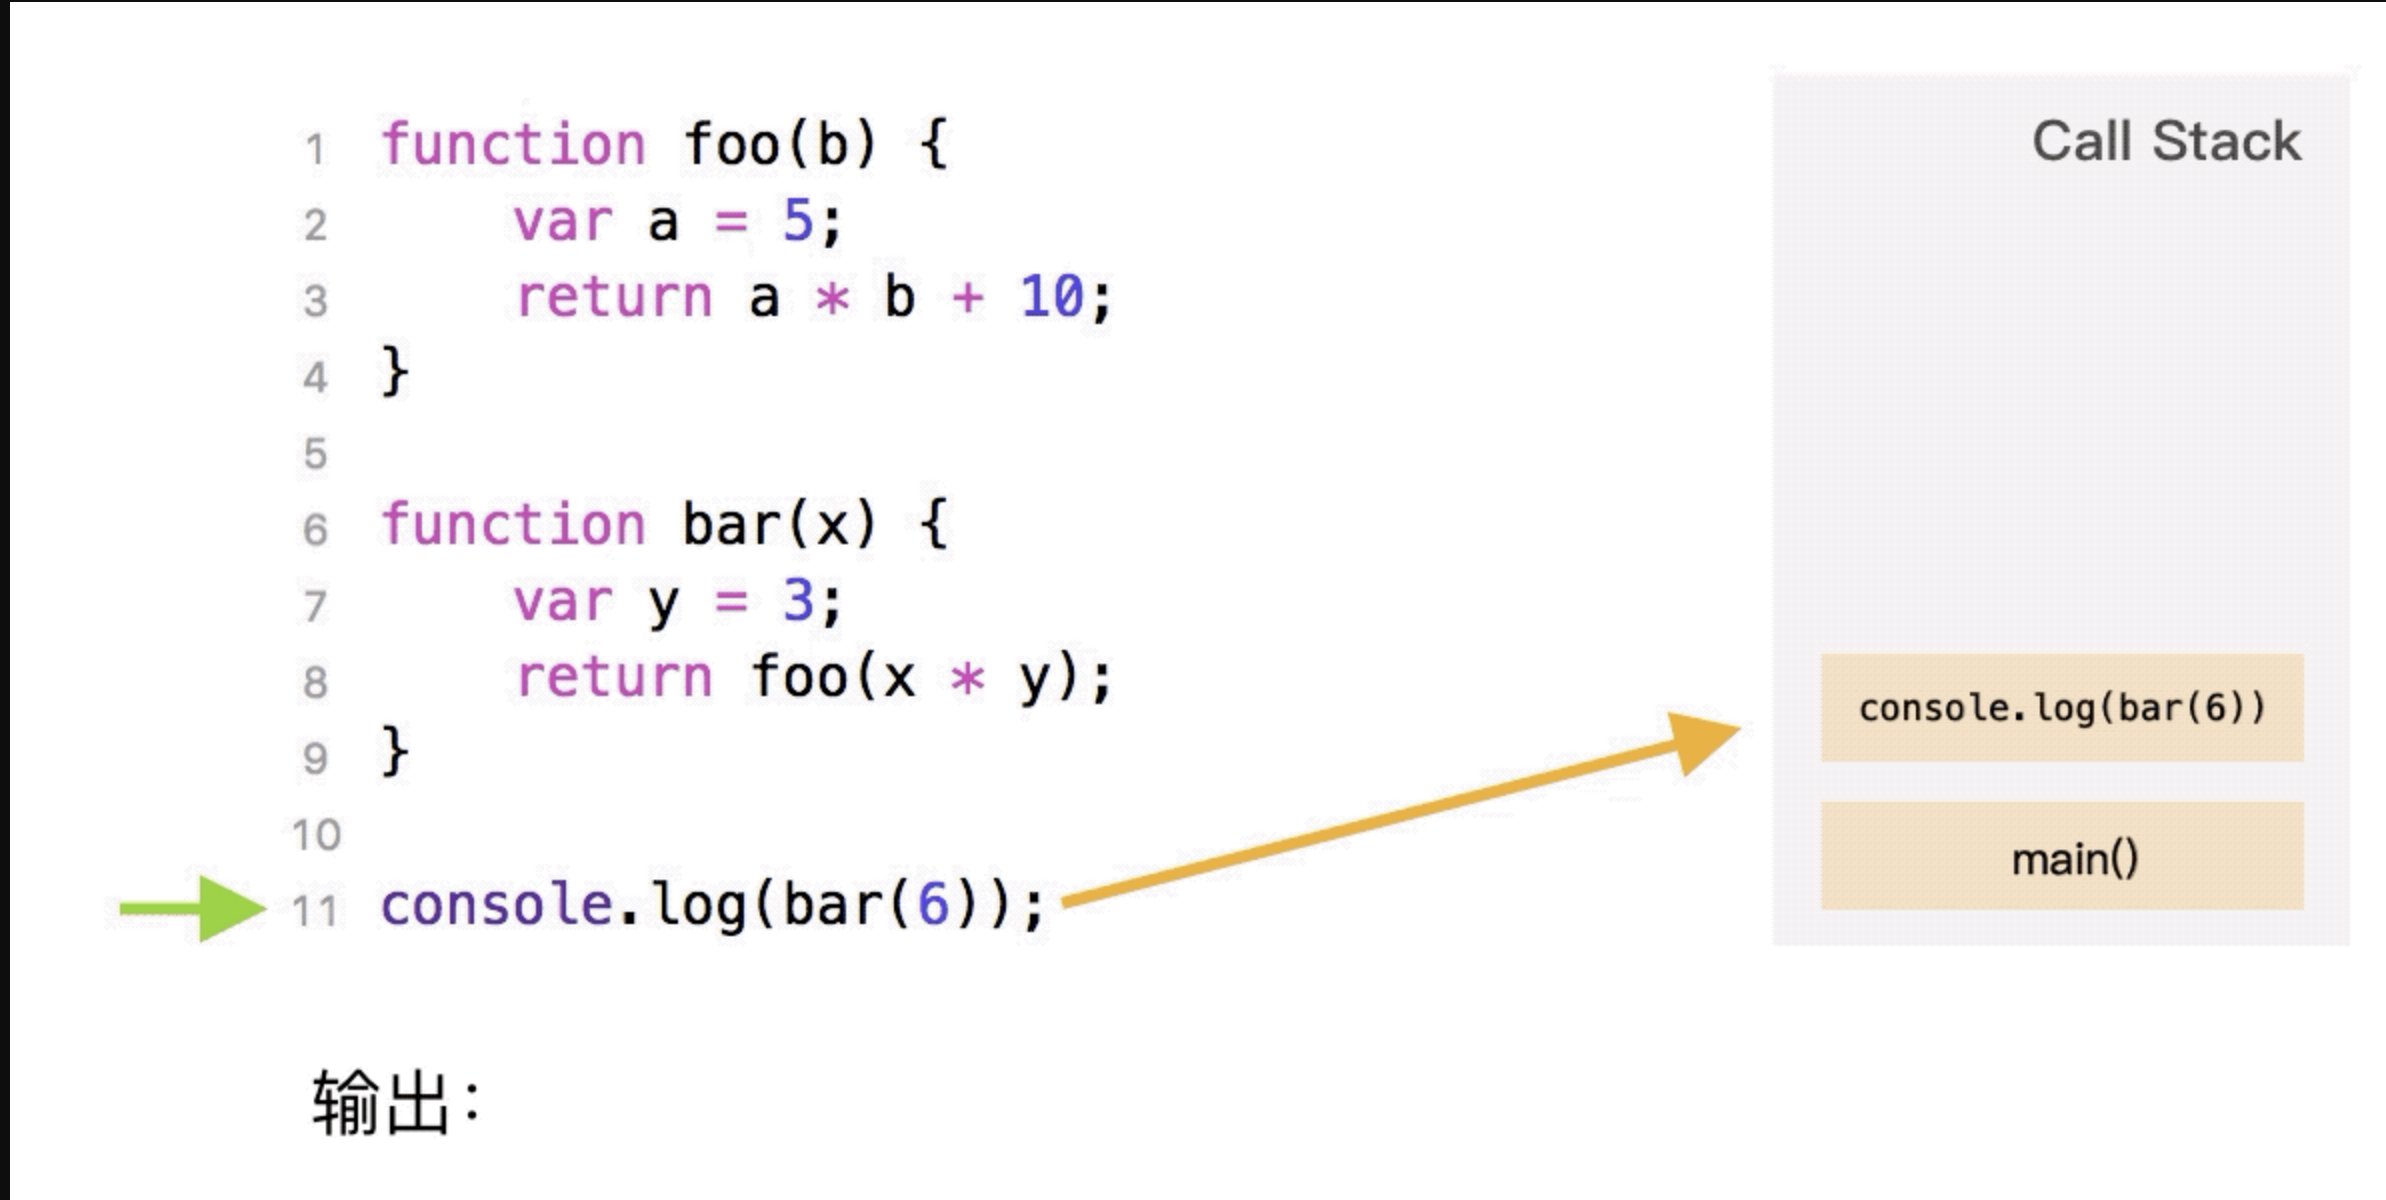 1 function foo(b) {
2     var a = 5;
3     return a * b + 10;
4 }
5
6 function bar(x) {
7     var y = 3;
8     return foo(x * y);
9 }
10
11 console.log(bar(6));
输出：
Call Stack
console.log(bar(6))
main()